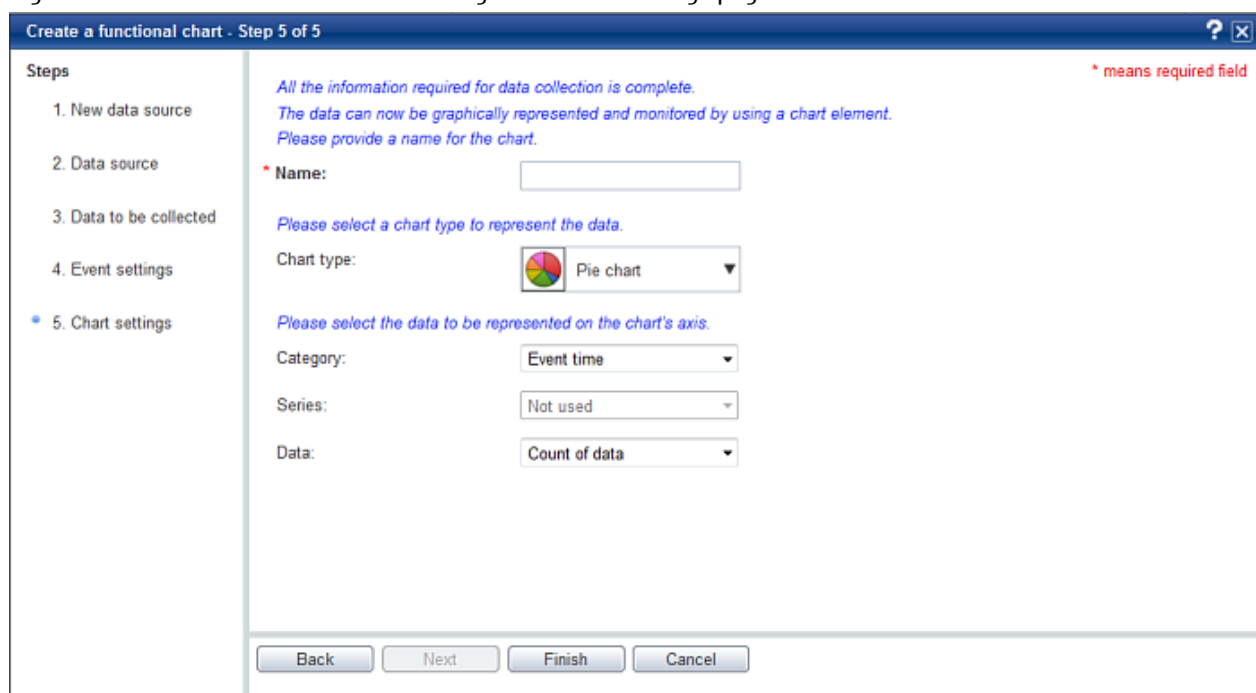 Create a functional chart - Step 5 of 5
?
Steps
1. New data source
2. Data source
3. Data to be collected
4. Event settings
5. Chart settings
* means required field
All the information required for data collection is complete.
The data can now be graphically represented and monitored by using a chart element.
Please provide a name for the chart.
* Name:
Please select a chart type to represent the data.
Chart type: Pie chart
Please select the data to be represented on the chart's axis.
Category: Event time
Series: Not used
Data: Count of data
Back Next Finish Cancel